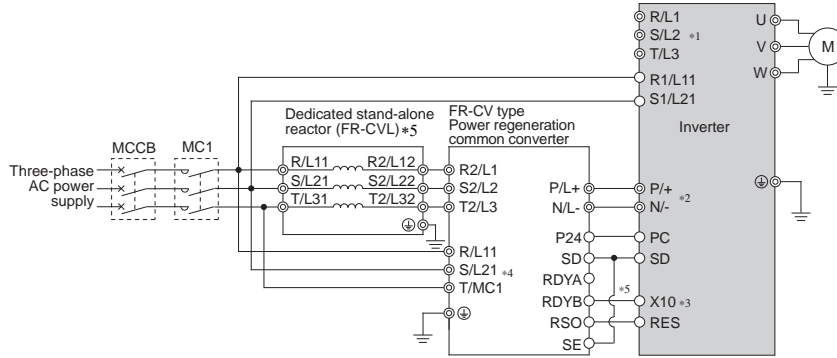 R/L1
S/L2 *1
T/L3
R1/L11
S1/L21
U
V
W
M
Inverter
Dedicated stand-alone
reactor (FR-CVL) *5
FR-CV type
Power regeneration
common converter
MCCB
MC1
Three-phase
AC power
supply
R/L11 R2/L12
S/L21 S2/L22
T/L31 T2/L32
R2/L1
S2/L2
T2/L3
R/L11
S/L21 *4
T/MC1
P/L+
N/L-
P24
SD
RDYA
RDYB
RSO
SE
*5
P/+
N/- *2
PC
SD
X10 *3
RES